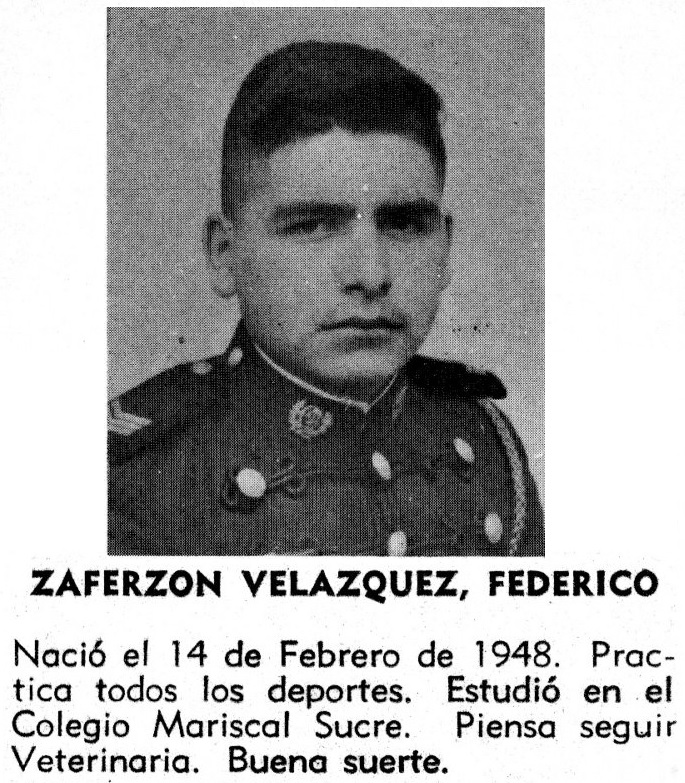 ZAFERZON VELAZQUEZ, FEDERICO
Nació el 14 de Febrero de 1948. Prac-
tica todos los deportes. Estudió en el
Colegio Mariscal Sucre. Piensa seguir
Veterinaria. Buena suerte.